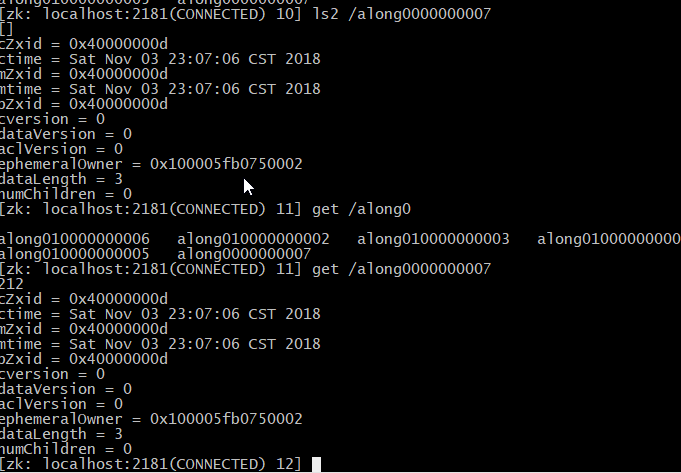 [zk: localhost:2181(CONNECTED) 10] ls2 /along0000000007
[]
cZxid = 0x40000000d
ctime = Sat Nov 03 23:07:06 CST 2018
mZxid = 0x40000000d
mtime = Sat Nov 03 23:07:06 CST 2018
pZxid = 0x40000000d
cversion = 0
dataVersion = 0
aclVersion = 0
ephemeralOwner = 0x100005fb0750002
dataLength = 3
numChildren = 0
[zk: localhost:2181(CONNECTED) 11] get /along0
along010000000006 along010000000002 along010000000003 along01000000000
along010000000005 along0000000007
[zk: localhost:2181(CONNECTED) 11] get /along0000000007
212
cZxid = 0x40000000d
ctime = Sat Nov 03 23:07:06 CST 2018
mZxid = 0x40000000d
mtime = Sat Nov 03 23:07:06 CST 2018
pZxid = 0x40000000d
cversion = 0
dataVersion = 0
aclVersion = 0
ephemeralOwner = 0x100005fb0750002
dataLength = 3
numChildren = 0
[zk: localhost:2181(CONNECTED) 12]